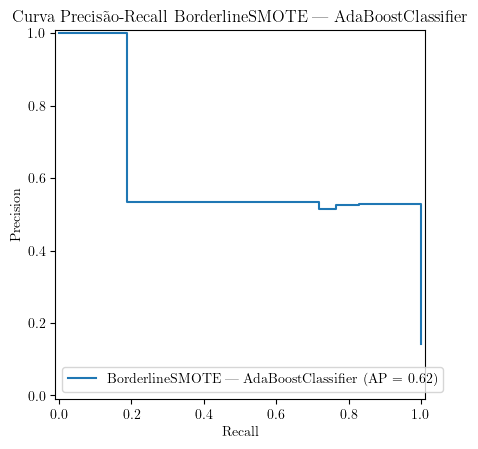 Curva Precisão-Recall BorderlineSMOTE — AdaBoostClassifier
1.0
0.8
0.6
0.4
0.2
0.0
Precision
BorderlineSMOTE — AdaBoostClassifier (AP = 0.62)
0.0 0.2 0.4 0.6 0.8 1.0
Recall